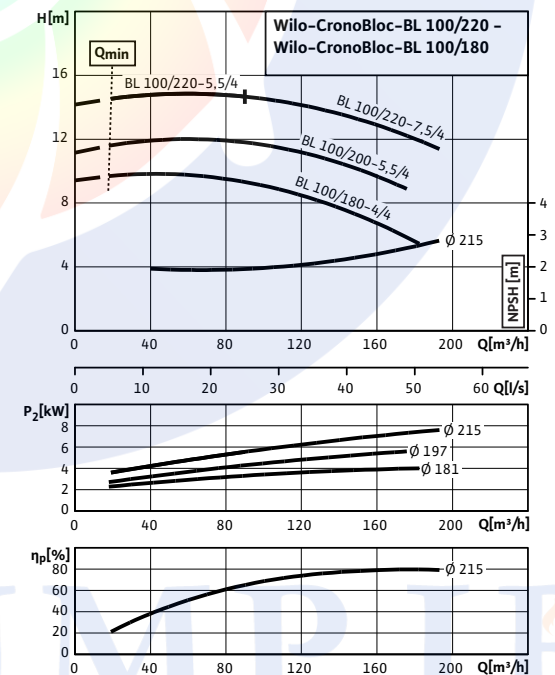 H[m]
Wilo-CronoBloc-BL 100/220 –
Wilo-CronoBloc-BL 100/180
Qmin
16
BL 100/220-5,5/4
BL 100/220-7,5/4
12
BL 100/200-5,5/4
BL 100/180-4/4
8
4
3
Ø 215
4
2
NPSH [m]
1
0
0
0
40
80
120
160
200
Q[m³/h]
0
10
20
30
40
50
60
Q[l/s]
P2[kW]
8
Ø 215
6
Ø 197
4
Ø 181
2
0
0
40
80
120
160
200
Q[m³/h]
ηp[%]
80
Ø 215
60
40
20
0
0
40
80
120
160
200
Q[m³/h]